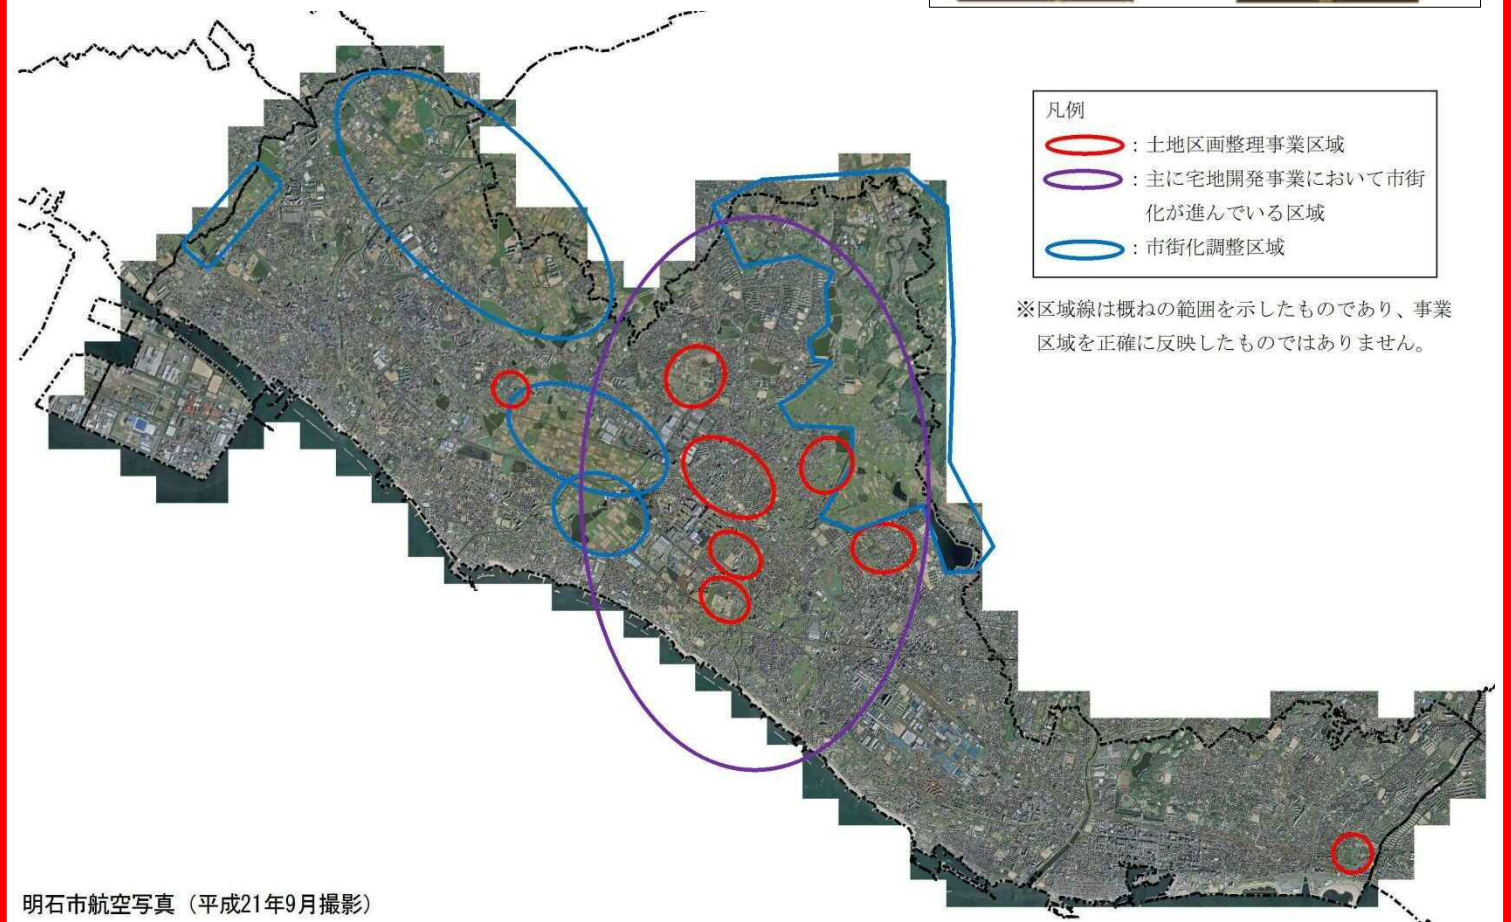 凡例
：土地区画整理事業区域
：主に宅地開発事業において市街
化が進んでいる区域
：市街化調整区域
※区域線は概ねの範囲を示したものであり、事業
区域を正確に反映したものではありません。
明石市航空写真（平成21年9月撮影）